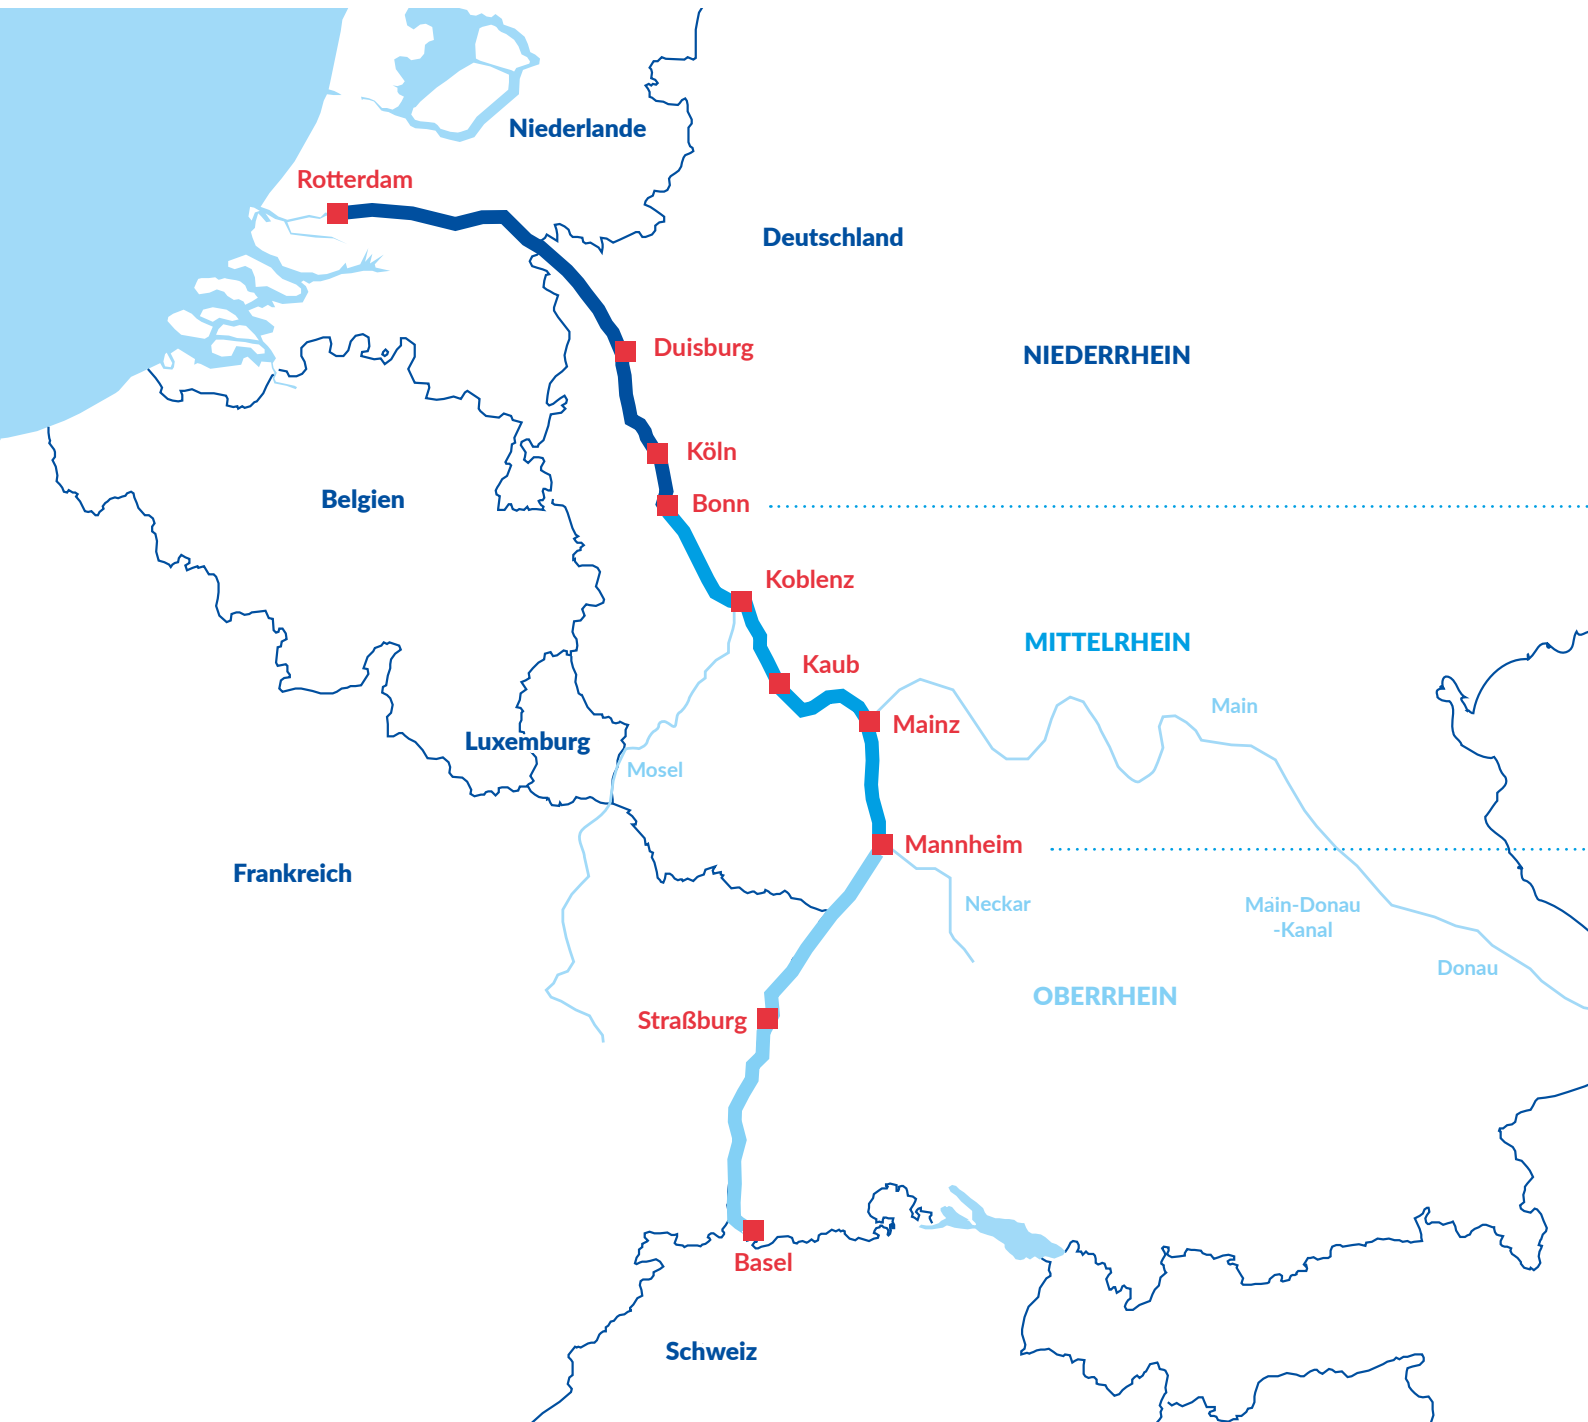 Niederlande
Rotterdam
Deutschland
Duisburg
NIEDERRHEIN
Köln
Belgien
Bonn
Koblenz
MITTELRHEIN
Kaub
Main
Mainz
Luxemburg
Mosel
Mannheim
Frankreich
Neckar
Main-Donau
-Kanal
Donau
OBERRHEIN
Straßburg
Basel
Schweiz